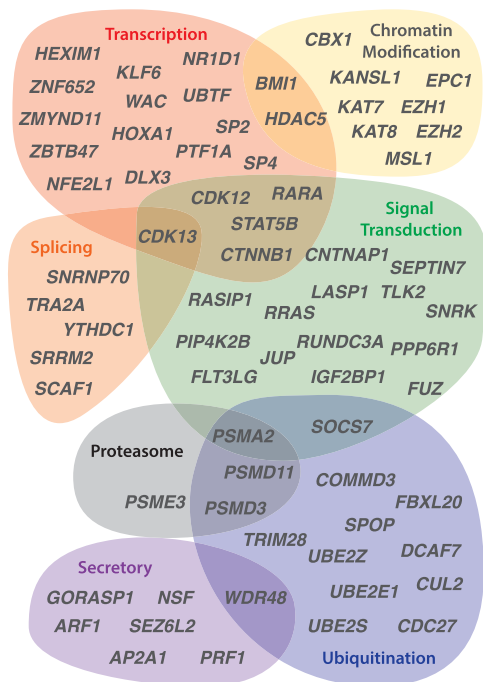 Transcription
Chromatin
Modification
HEXIM1
NR1D1
CBX1
ZNF652
KLF6
BMI1
KANSL1
EPC1
WAC
UBTF
ZMYND11
HDAC5
KAT7
EZH1
HOXA1
SP2
KAT8
EZH2
ZBTB47
PTF1A
MSL1
NFE2L1
DLX3
SP4
CDK12
RARA
Signal
Transduction
STAT5B
CDK13
CTNNB1
Splicing
CNTNAP1
SEPTIN7
SNRNP70
RASIP1
LASP1
TLK2
TRA2A
RRAS
SNRK
YTHDC1
PIP4K2B
RUNDC3A
PPP6R1
SRRM2
JUP
SCAF1
FLT3LG
IGF2BP1
FUZ
PSMA2
SOCS7
Proteasome
PSMD11
COMMD3
PSME3
PSMD3
FBXL20
SPOP
TRIM28
UBE2Z
DCAF7
Secretory
GORASP1
NSF
WDR48
UBE2E1
CUL2
ARF1
SEZ6L2
UBE2S
CDC27
AP2A1
PRF1
Ubiquitination